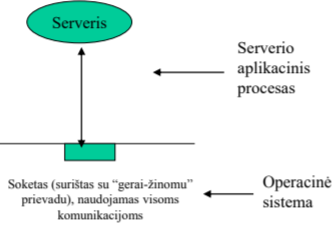 Serveris
Serverio
aplikacinis
procesas
Soketas (surištas su “gerai-žinomu”
prievadu), naudojamas visoms
komunikacijoms
Operacinė
sistema